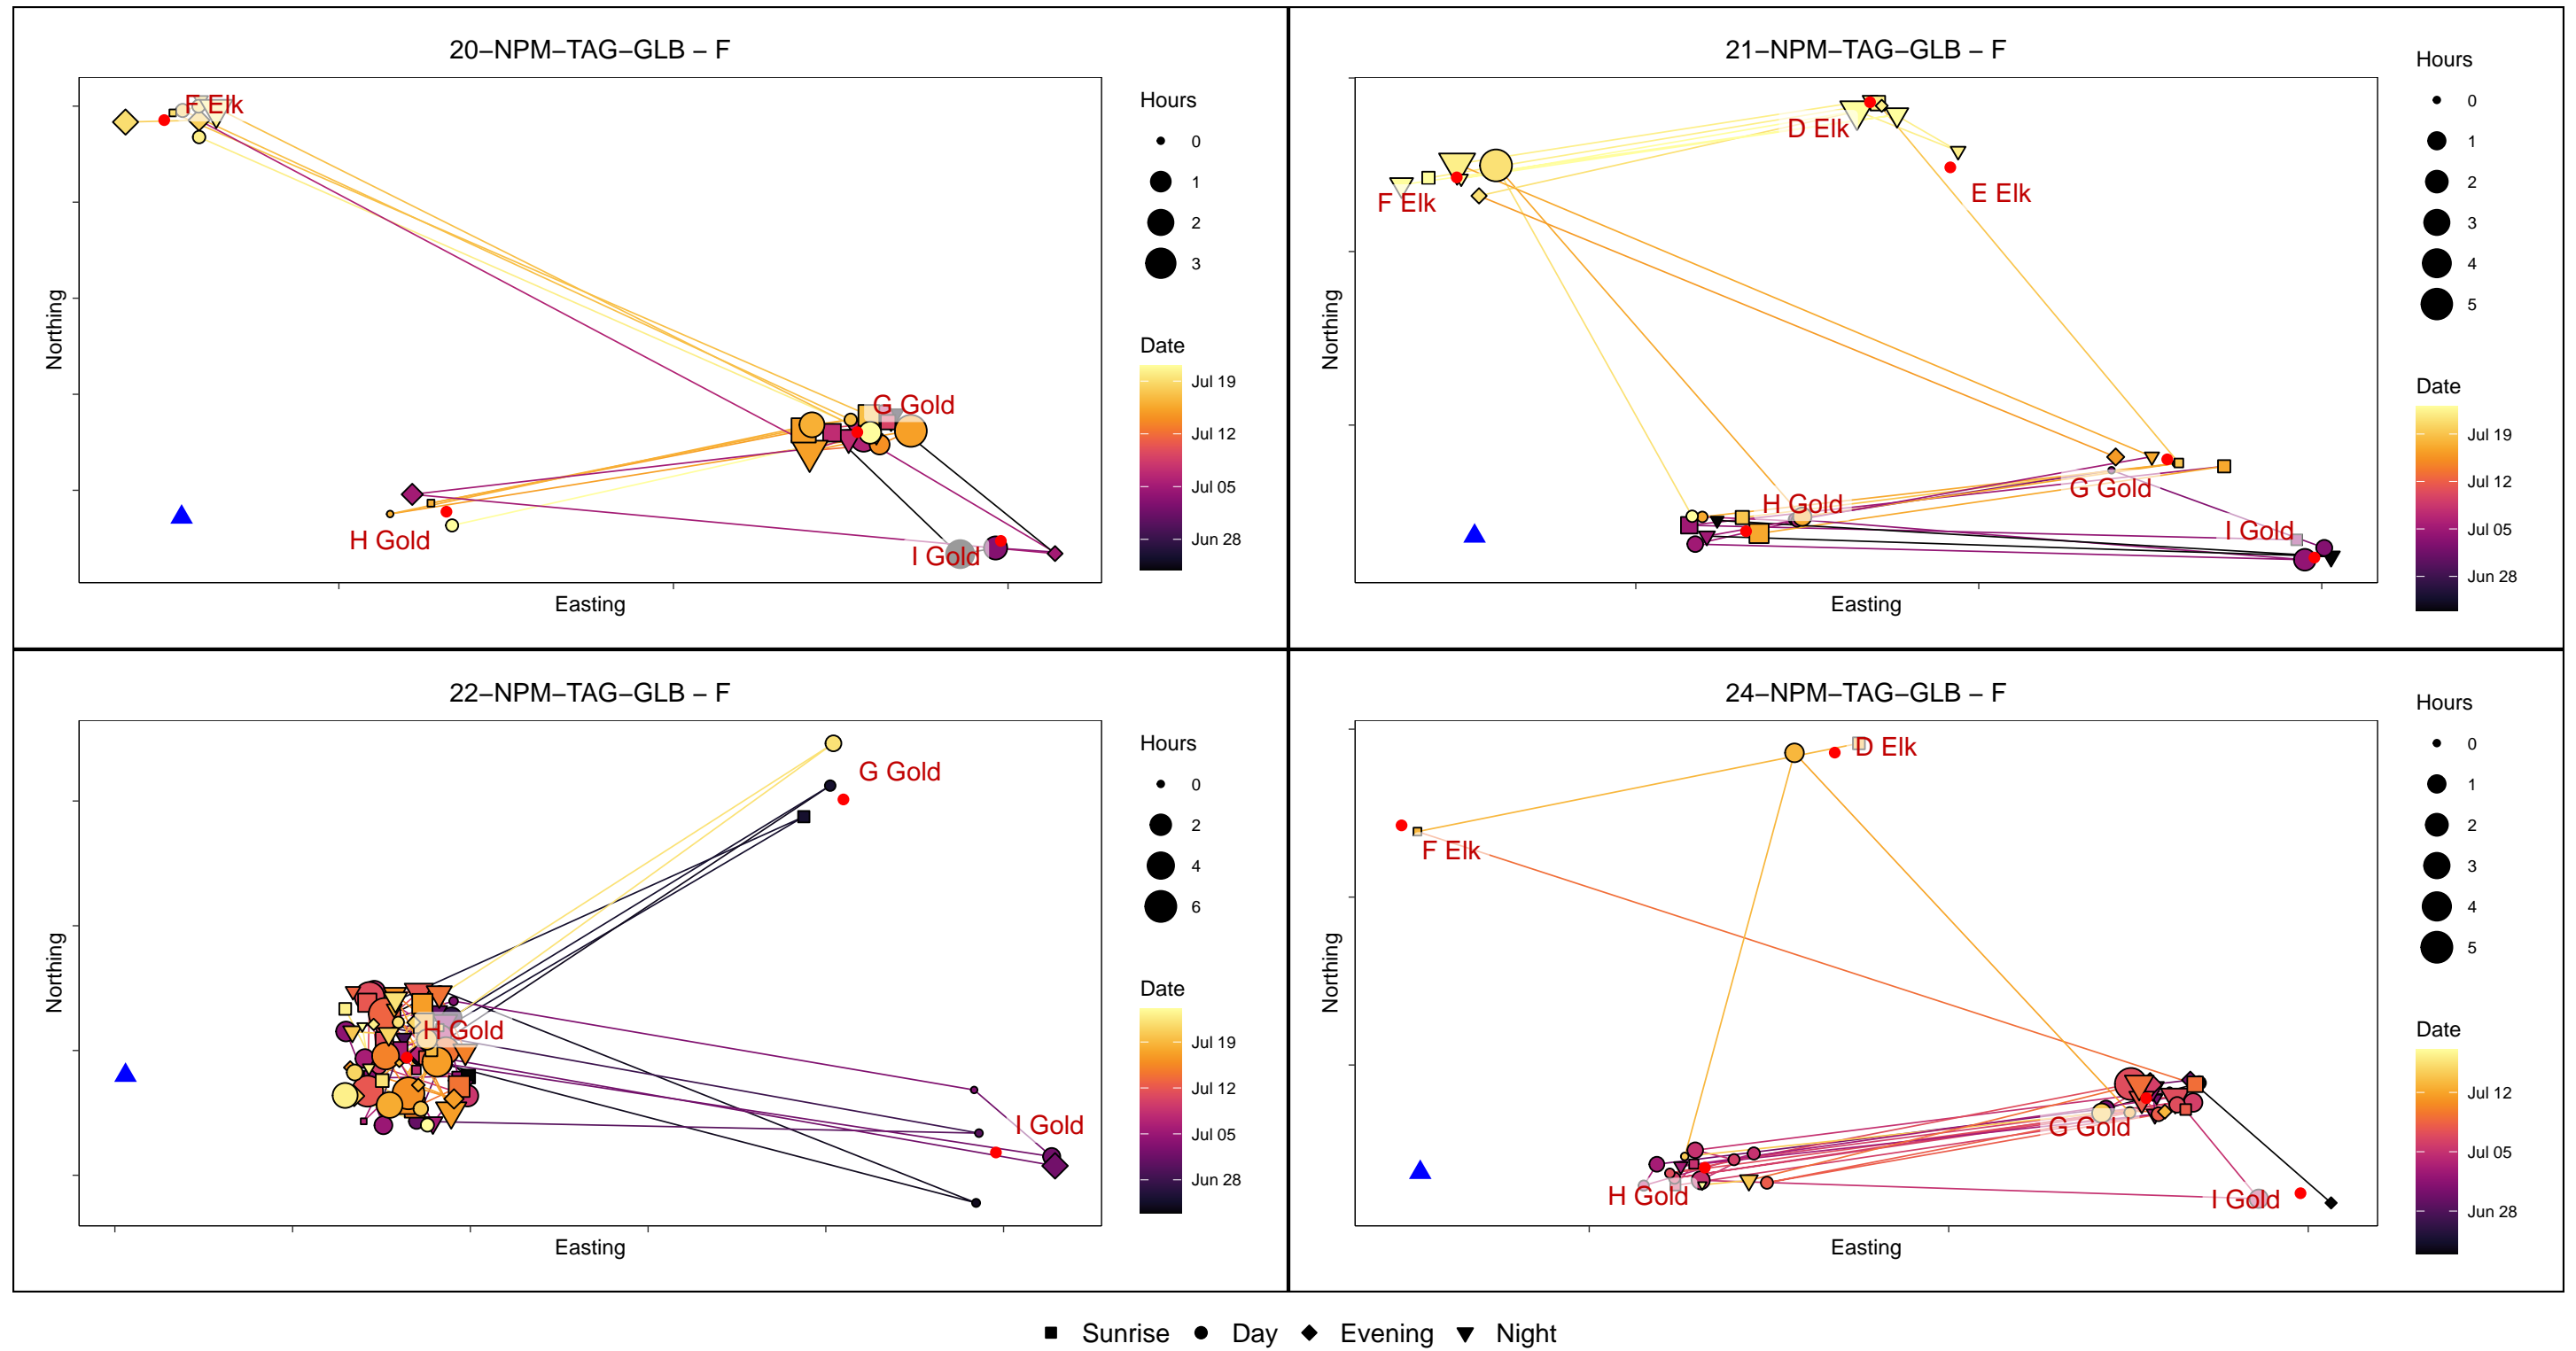 20–NPM–TAG–GLB – F
F Elk
G Gold
H Gold
I Gold
Northing
Easting
Hours
0
1
2
3
Date
Jul 19
Jul 12
Jul 05
Jun 28
21–NPM–TAG–GLB – F
D Elk
E Elk
F Elk
G Gold
H Gold
I Gold
Northing
Easting
Hours
0
1
2
3
4
5
Date
Jul 19
Jul 12
Jul 05
Jun 28
22–NPM–TAG–GLB – F
G Gold
H Gold
I Gold
Northing
Easting
Hours
0
2
4
6
Date
Jul 19
Jul 12
Jul 05
Jun 28
24–NPM–TAG–GLB – F
D Elk
F Elk
G Gold
H Gold
I Gold
Northing
Easting
Hours
0
1
2
3
4
5
Date
Jul 12
Jul 05
Jun 28
Sunrise Day Evening Night